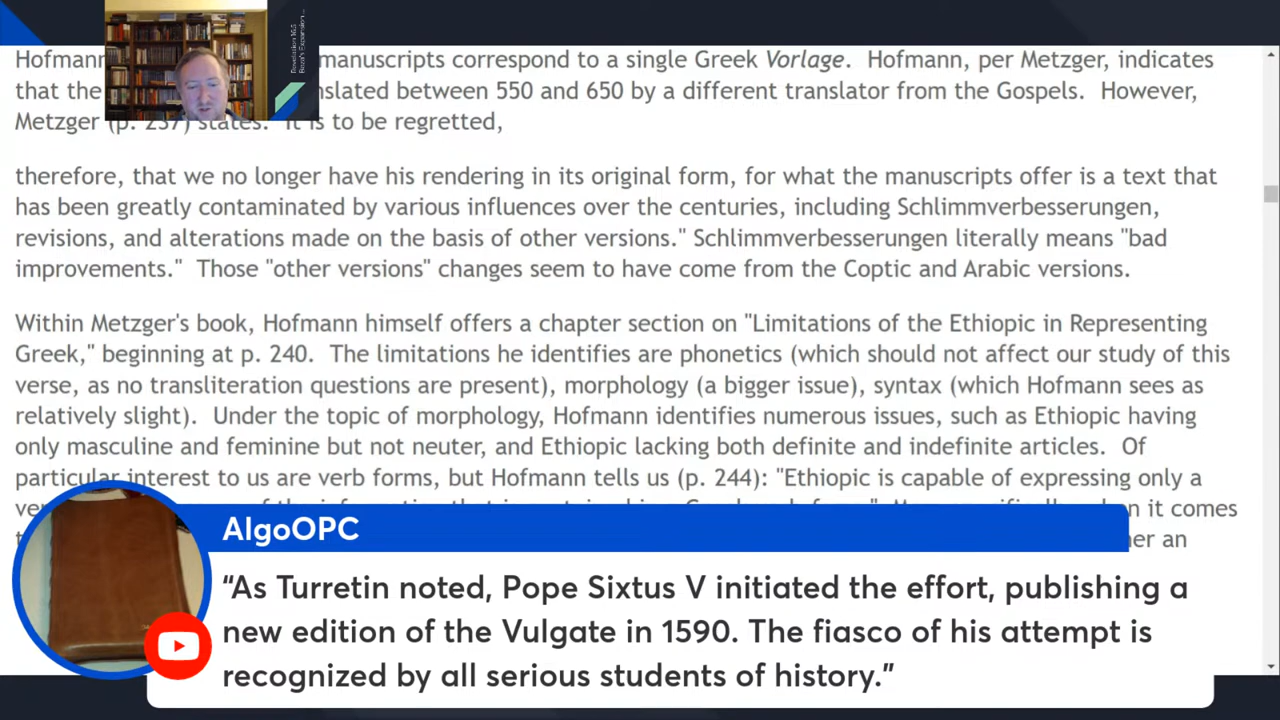 Revelation 16:5
Beza's Expansion ...
Hofmann manuscripts correspond to a single Greek Vorlage. Hofmann, per Metzger, indicates
that the nslated between 550 and 650 by a different translator from the Gospels. However,
Metzger (p. 237) states: "It is to be regretted,
therefore, that we no longer have his rendering in its original form, for what the manuscripts offer is a text that
has been greatly contaminated by various influences over the centuries, including Schlimmverbesserungen,
revisions, and alterations made on the basis of other versions." Schlimmverbesserungen literally means "bad
improvements." Those "other versions" changes seem to have come from the Coptic and Arabic versions.
Within Metzger's book, Hofmann himself offers a chapter section on "Limitations of the Ethiopic in Representing
Greek," beginning at p. 240. The limitations he identifies are phonetics (which should not affect our study of this
verse, as no transliteration questions are present), morphology (a bigger issue), syntax (which Hofmann sees as
relatively slight). Under the topic of morphology, Hofmann identifies numerous issues, such as Ethiopic having
only masculine and feminine but not neuter, and Ethiopic lacking both definite and indefinite articles. Of
particular interest to us are verb forms, but Hofmann tells us (p. 244): "Ethiopic is capable of expressing only a
it comes
an
AlgoOPC
“As Turretin noted, Pope Sixtus V initiated the effort, publishing a
new edition of the Vulgate in 1590. The fiasco of his attempt is
recognized by all serious students of history.”